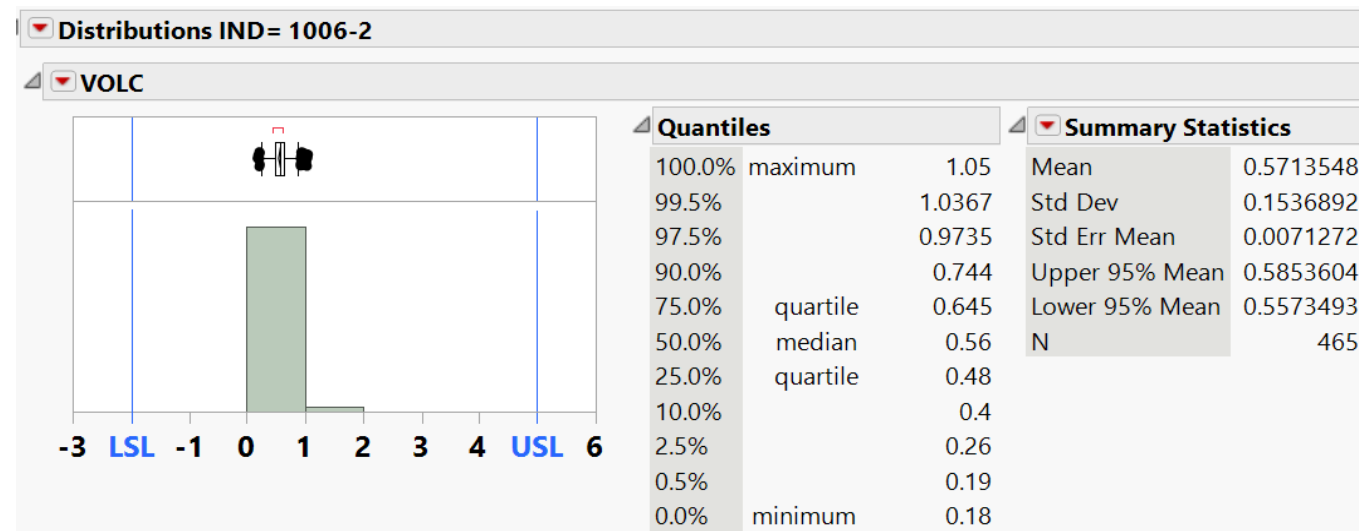 Distributions IND= 1006-2
VOLC
-3 LSL -1 0 1 2 3 4 USL 6
Quantiles
100.0% maximum 1.05
99.5% 1.0367
97.5% 0.9735
90.0% 0.744
75.0% quartile 0.645
50.0% median 0.56
25.0% quartile 0.48
10.0% 0.4
2.5% 0.26
0.5% 0.19
0.0% minimum 0.18
Summary Statistics
Mean 0.5713548
Std Dev 0.1536892
Std Err Mean 0.0071272
Upper 95% Mean 0.5853604
Lower 95% Mean 0.5573493
N 465